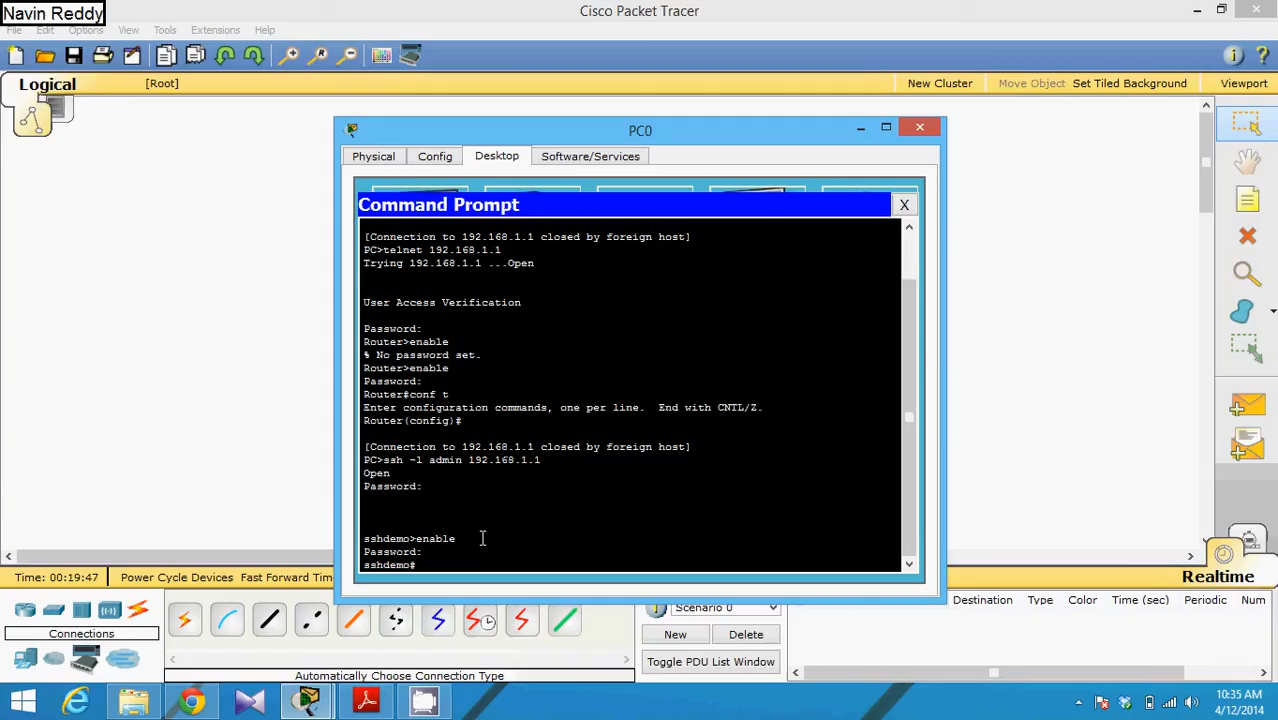 Navin Reddy
Cisco Packet Tracer
File Edit Options View Tools Extensions Help
Logical
[Root]
New Cluster
Move Object
Set Tiled Background
Viewport
PC0
Physical
Config
Desktop
Software/Services
Command Prompt
X
[Connection to 192.168.1.1 closed by foreign host]
PC>telnet 192.168.1.1
Trying 192.168.1.1 ...Open
User Access Verification
Password:
Router>enable
% No password set.
Router>enable
Password:
Router#conf t
Enter configuration commands, one per line.  End with CNTL/Z.
Router(config)#
[Connection to 192.168.1.1 closed by foreign host]
PC>ssh -l admin 192.168.1.1
Open
Password:
sshdemo>enable
Password:
sshdemo#
Time: 00:19:47
Power Cycle Devices
Fast Forward Tim
Realtime
Connections
Automatically Choose Connection Type
Scenario 0
New
Delete
Toggle PDU List Window
Destination
Type
Color
Time (sec)
Periodic
Num
10:35 AM
4/12/2014